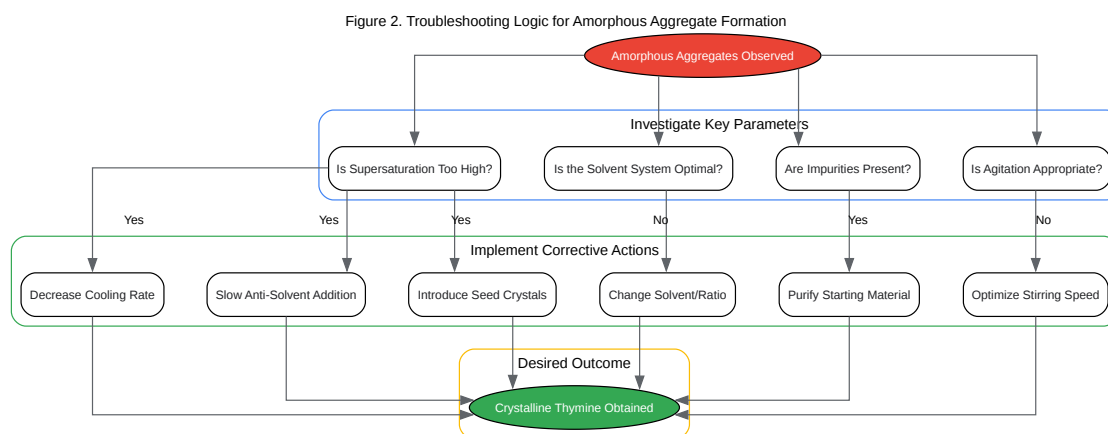 Figure 2. Troubleshooting Logic for Amorphous Aggregate Formation
Amorphous Aggregates Observed
Investigate Key Parameters
Is Supersaturation Too High?
Is the Solvent System Optimal?
Are Impurities Present?
Is Agitation Appropriate?
Yes
Yes
Yes
No
Yes
No
Implement Corrective Actions
Decrease Cooling Rate
Slow Anti-Solvent Addition
Introduce Seed Crystals
Change Solvent/Ratio
Purify Starting Material
Optimize Stirring Speed
Desired Outcome
Crystalline Thymine Obtained